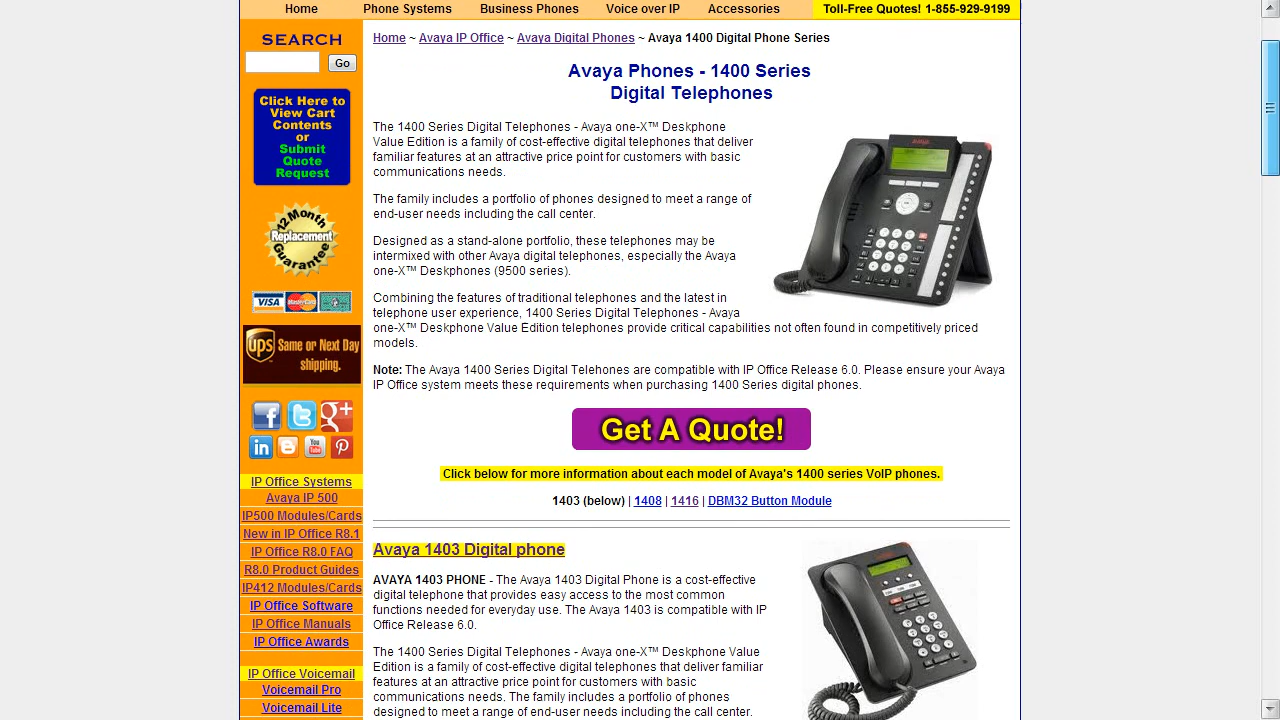 Home Phone Systems Business Phones Voice over IP Accessories Toll-Free Quotes! 1-855-929-9199
SEARCH
Go
Click Here to
View Cart
Contents
or
Submit
Quote
Request
12 Month
Replacement
Guarantee
VISA MasterCard
UPS Same or Next Day
shipping.
You
Tube
IP Office Systems
Avaya IP 500
IP500 Modules/Cards
New in IP Office R8.1
IP Office R8.0 FAQ
R8.0 Product Guides
IP412 Modules/Cards
IP Office Software
IP Office Manuals
IP Office Awards
IP Office Voicemail
Voicemail Pro
Voicemail Lite
Home ~ Avaya IP Office ~ Avaya Digital Phones ~ Avaya 1400 Digital Phone Series
Avaya Phones - 1400 Series
Digital Telephones
The 1400 Series Digital Telephones - Avaya one-X™ Deskphone
Value Edition is a family of cost-effective digital telephones that deliver
familiar features at an attractive price point for customers with basic
communications needs.
The family includes a portfolio of phones designed to meet a range of
end-user needs including the call center.
Designed as a stand-alone portfolio, these telephones may be
intermixed with other Avaya digital telephones, especially the Avaya
one-X™ Deskphones (9500 series).
Combining the features of traditional telephones and the latest in
telephone user experience, 1400 Series Digital Telephones - Avaya
one-X™ Deskphone Value Edition telephones provide critical capabilities not often found in competitively priced
models.
Note: The Avaya 1400 Series Digital Telehones are compatible with IP Office Release 6.0. Please ensure your Avaya
IP Office system meets these requirements when purchasing 1400 Series digital phones.
Get A Quote!
Click below for more information about each model of Avaya's 1400 series VoIP phones.
1403 (below) | 1408 | 1416 | DBM32 Button Module
Avaya 1403 Digital phone
AVAYA 1403 PHONE - The Avaya 1403 Digital Phone is a cost-effective
digital telephone that provides easy access to the most common
functions needed for everyday use. The Avaya 1403 is compatible with IP
Office Release 6.0.
The 1400 Series Digital Telephones - Avaya one-X™ Deskphone Value
Edition is a family of cost-effective digital telephones that deliver familiar
features at an attractive price point for customers with basic
communications needs. The family includes a portfolio of phones
designed to meet a range of end-user needs including the call center.